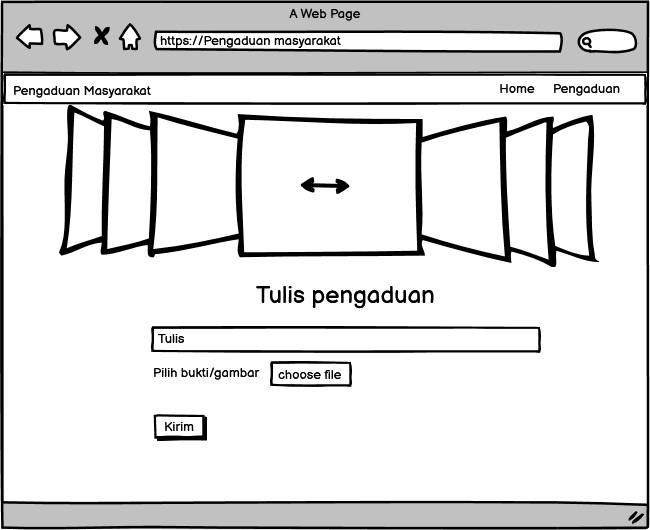 A Web Page
https://Pengaduan masyarakat
Pengaduan Masyarakat Home Pengaduan
Tulis pengaduan
Tulis
Pilih bukti/gambar choose file
Kirim